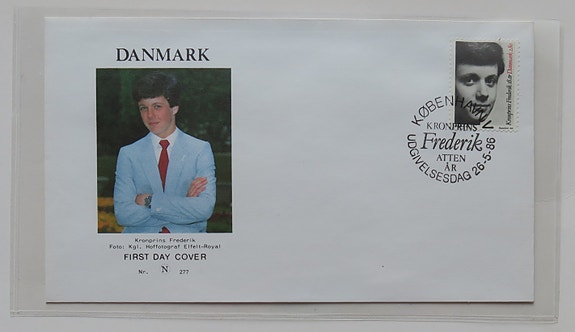 DANMARK
Kronprins Frederik
Foto: Kgl. Hoffotograf Elfelt-Royal
FIRST DAY COVER
Nr. N 277
Kronprins Frederik 18 år
Danmark
KØBENHAVN
KRONPRINS
Frederik
ATTEN
ÅR
UDGIVELSESDAG 26-5-86